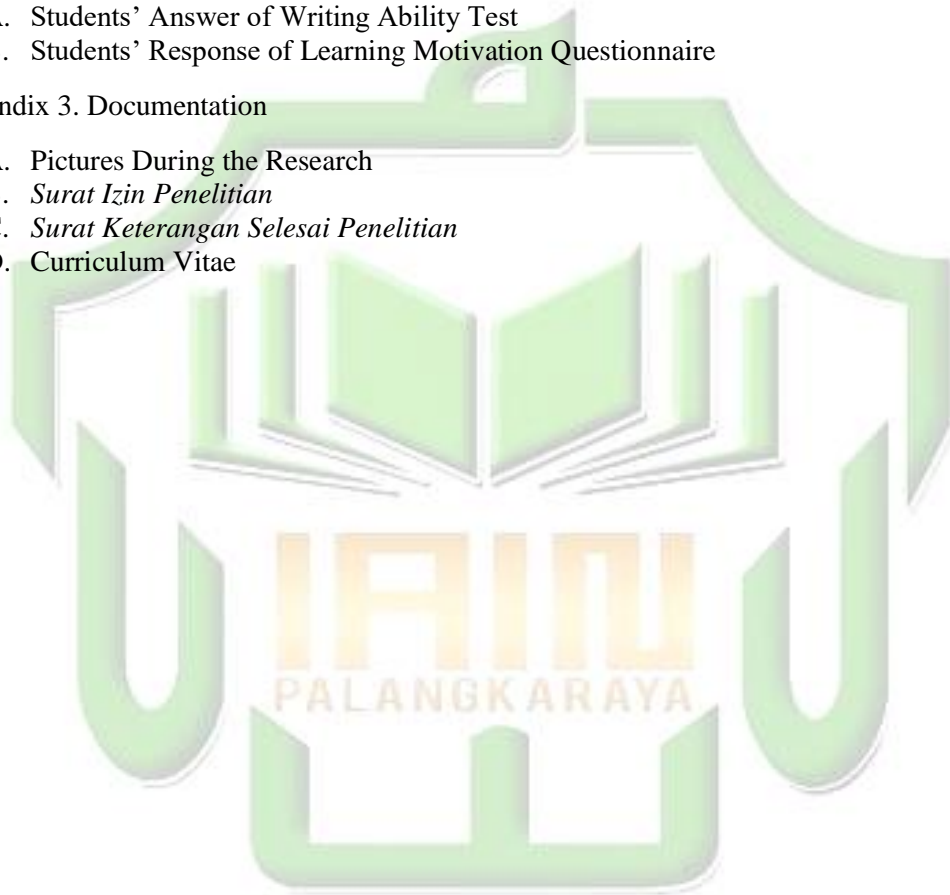 . Students’ Answer of Writing Ability Test
. Students’ Response of Learning Motivation Questionnaire
ndix 3. Documentation
. Pictures During the Research
. Surat Izin Penelitian
. Surat Keterangan Selesai Penelitian
. Curriculum Vitae
IAIN
PALANGKARAYA